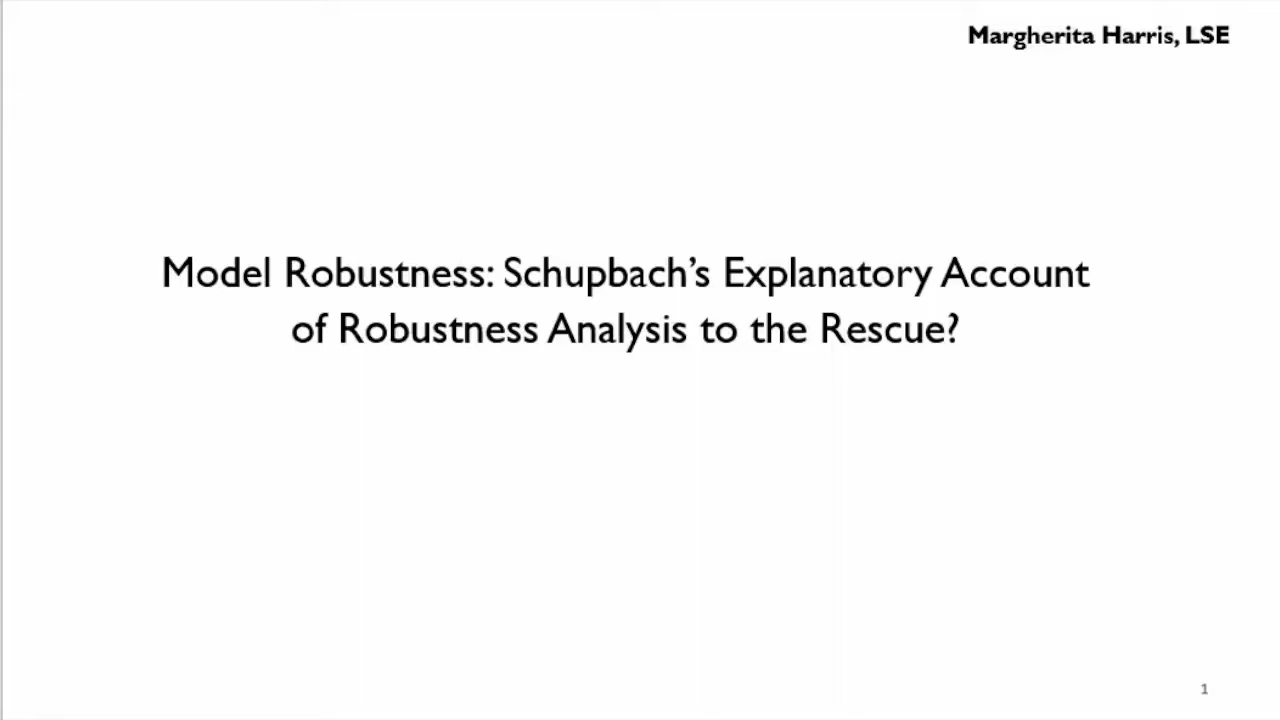 Margherita Harris, LSE
Model Robustness: Schupbach’s Explanatory Account
of Robustness Analysis to the Rescue?
1